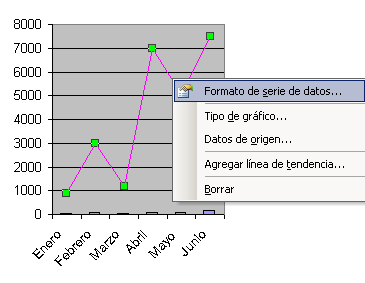 8000
7000
6000
5000
4000
3000
2000
1000
0
Formato de serie de datos...
Tipo de gráfico...
Datos de origen...
Agregar línea de tendencia...
Borrar
Enero
Febrero
Marzo
Abril
Mayo
Junio